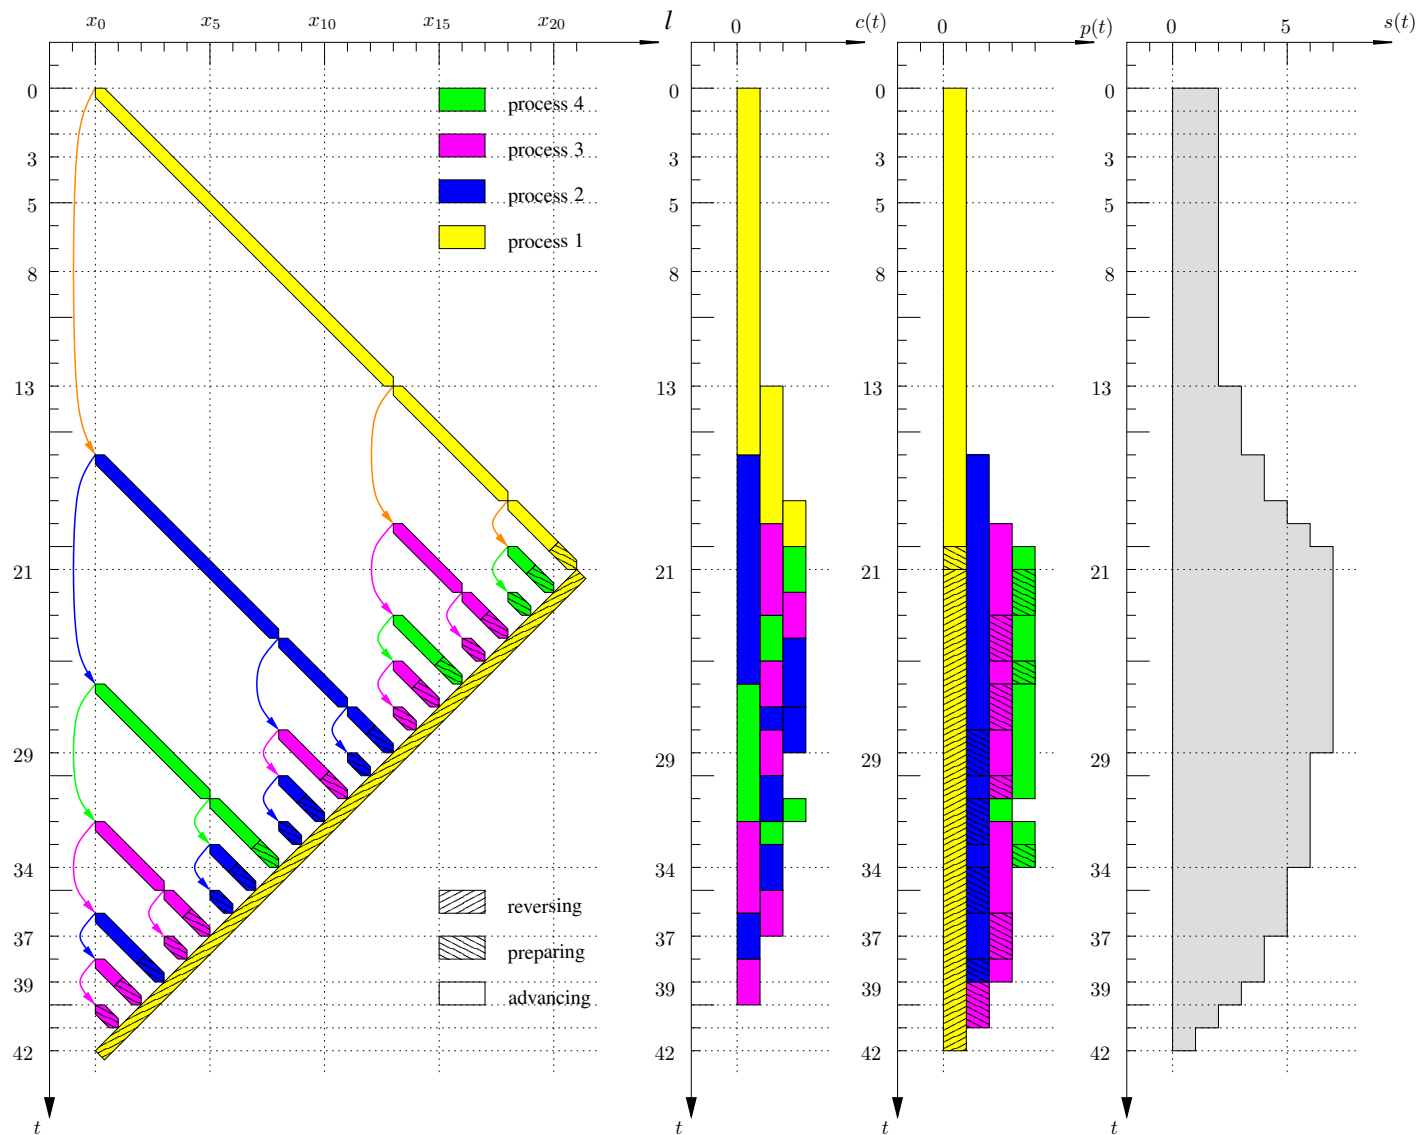 x₀ x₅ x₁₀ x₁₅ x₂₀ l
0 c(t)
0 p(t)
0 5 s(t)
0 0 0 0
process 4
3 3 3 3
process 3
5 5 5 5
process 2
process 1
8 8 8 8
13 13 13 13
21 21 21 21
29 29 29 29
34 34 34 34
reversing
37 37 37 37
preparing
39 39 39 39
advancing
42 42 42 42
t t t t